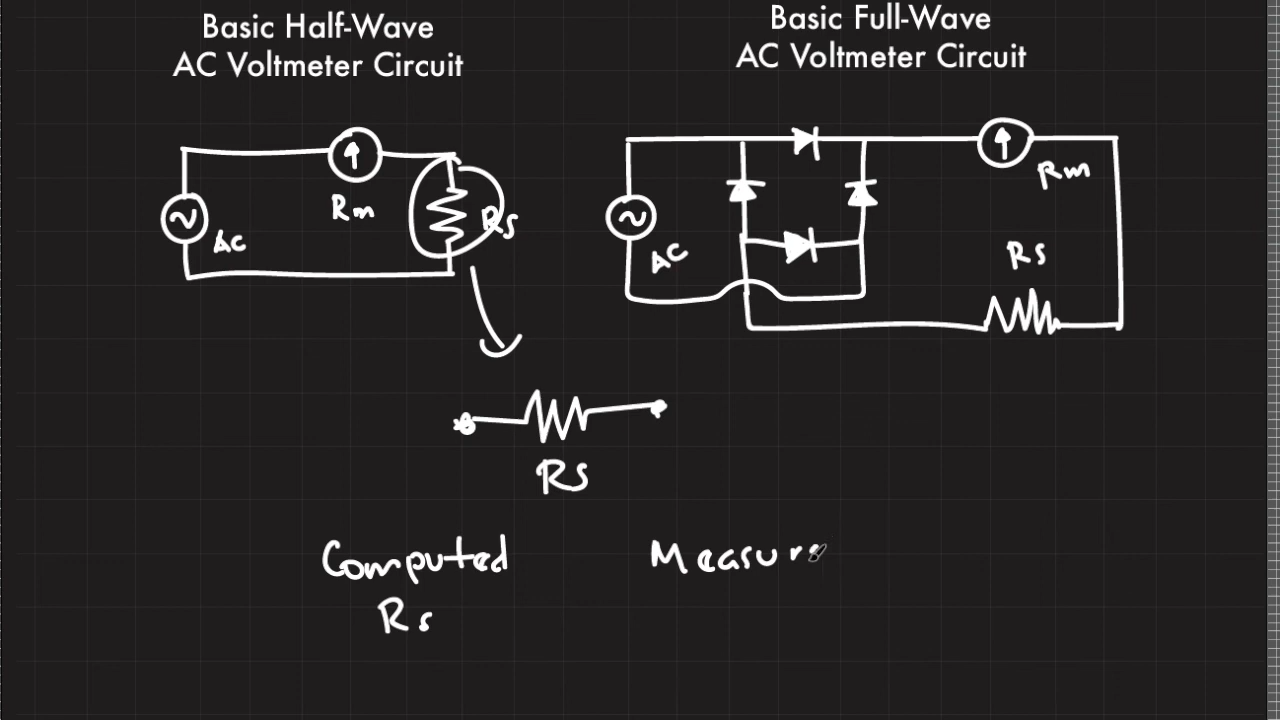 Basic Half-Wave
AC Voltmeter Circuit
Rm
Rs
AC
Basic Full-Wave
AC Voltmeter Circuit
Rm
AC
Rs
Rs
Computed
Rs
Measure